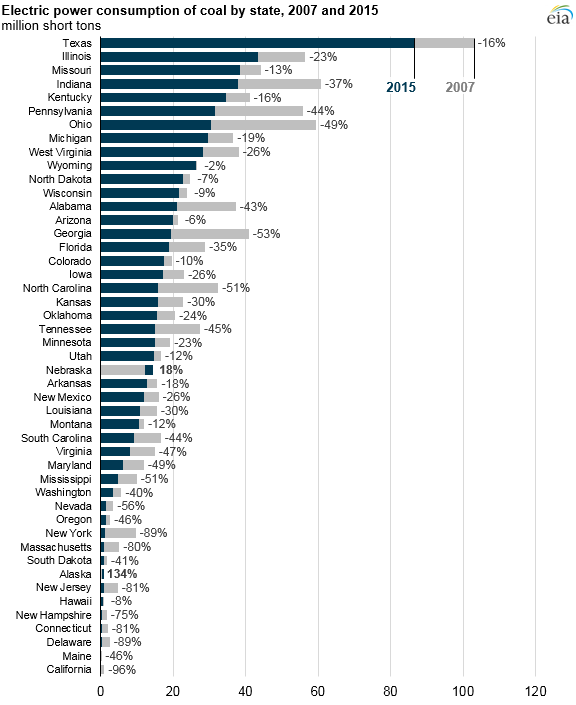 Electric power consumption of coal by state, 2007 and 2015
million short tons
eia
Texas -16%
Illinois -23%
Missouri -13%
Indiana -37%
2015 2007
Kentucky -16%
Pennsylvania -44%
Ohio -49%
Michigan -19%
West Virginia -26%
Wyoming -2%
North Dakota -7%
Wisconsin -9%
Alabama -43%
Arizona -6%
Georgia -53%
Florida -35%
Colorado -10%
Iowa -26%
North Carolina -51%
Kansas -30%
Oklahoma -24%
Tennessee -45%
Minnesota -23%
Utah -12%
Nebraska 18%
Arkansas -18%
New Mexico -26%
Louisiana -30%
Montana -12%
South Carolina -44%
Virginia -47%
Maryland -49%
Mississippi -51%
Washington -40%
Nevada -56%
Oregon -46%
New York -89%
Massachusetts -80%
South Dakota -41%
Alaska 134%
New Jersey -81%
Hawaii -8%
New Hampshire -75%
Connecticut -81%
Delaware -89%
Maine -46%
California -96%
0 20 40 60 80 100 120